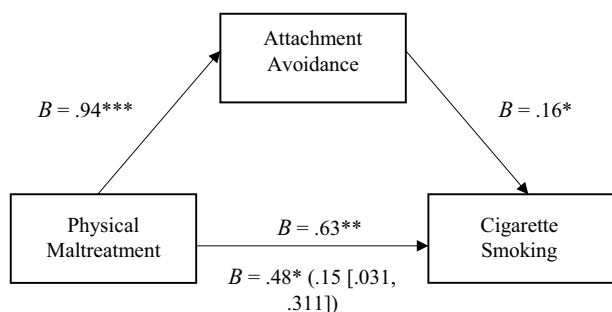 Attachment
Avoidance
B = .94***
B = .16*
Physical
Maltreatment
B = .63**
Cigarette
Smoking
B = .48* (.15 [.031,
.311])